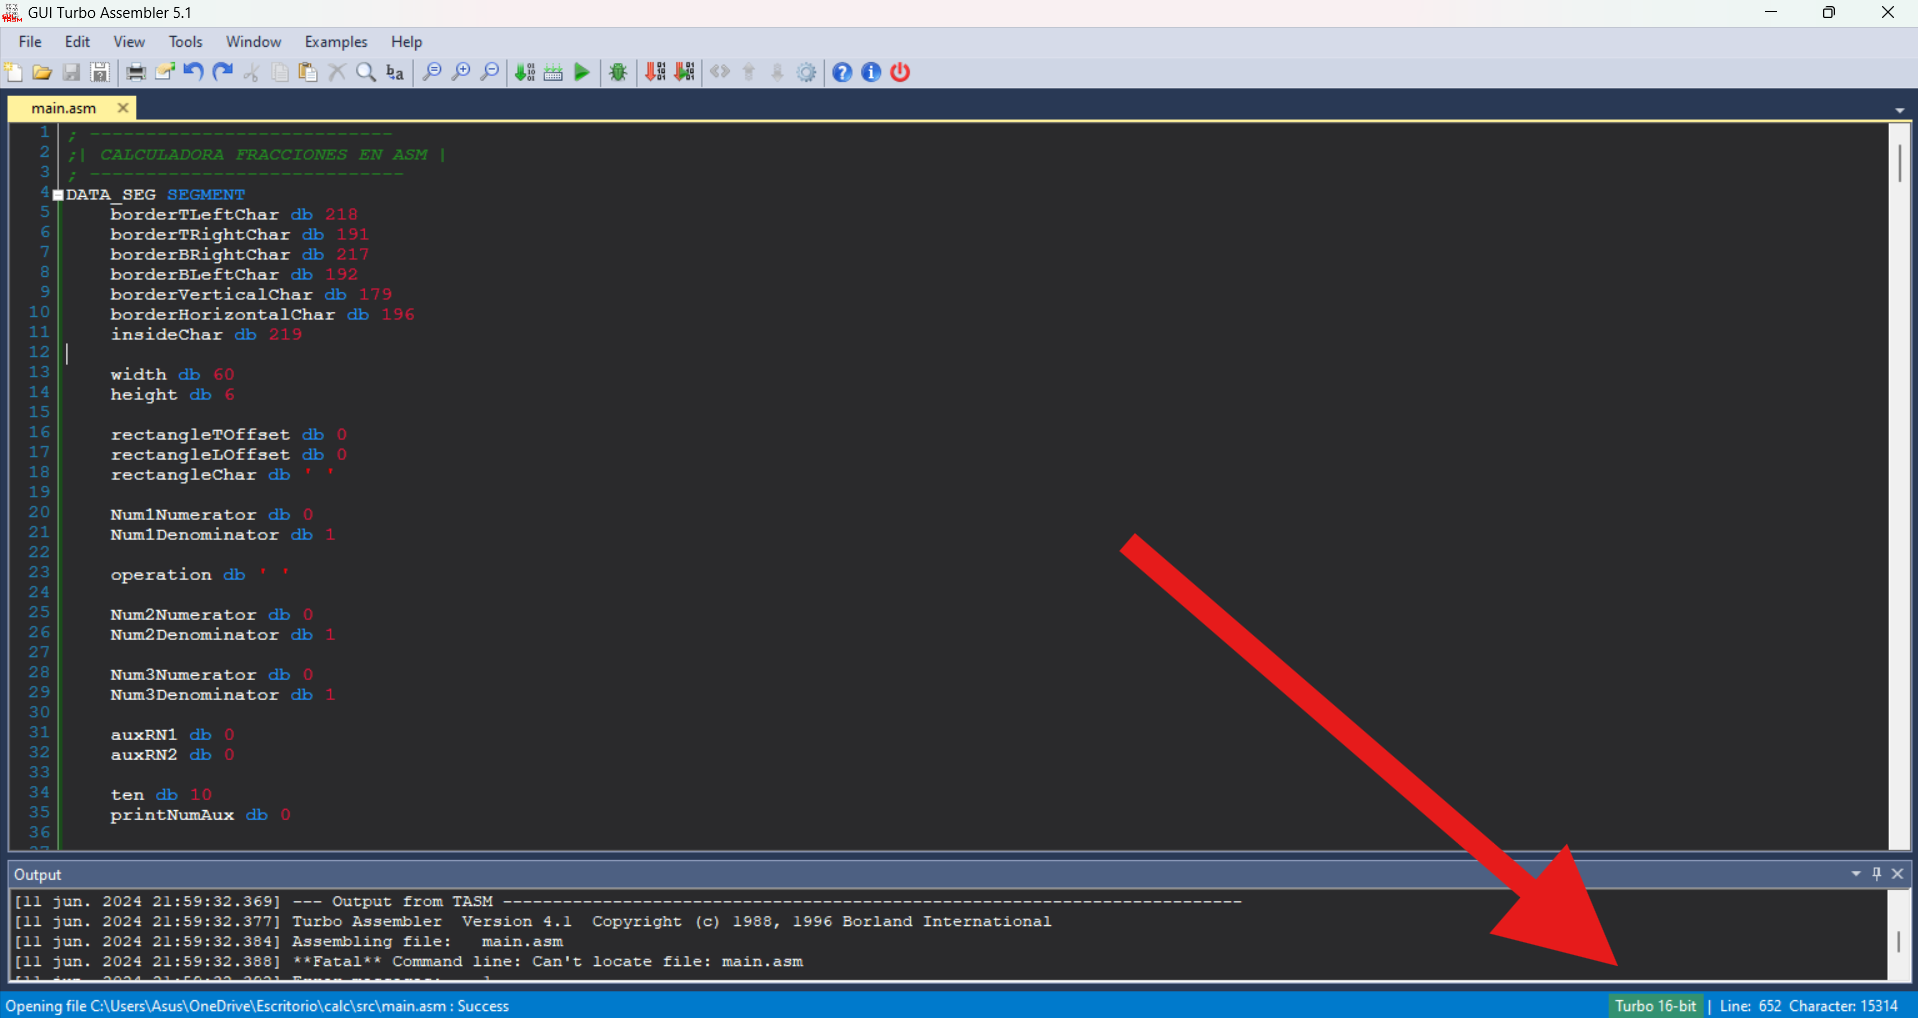 GUI Turbo Assembler 5.1
File Edit View Tools Window Examples Help
main.asm
1 ; ---------------------------
2 ;| CALCULADORA FRACCIONES EN ASM |
3 ; ----------------------------
4 DATA_SEG SEGMENT
5 borderTLeftChar db 218
6 borderTRightChar db 191
7 borderBRightChar db 217
8 borderBLeftChar db 192
9 borderVerticalChar db 179
10 borderHorizontalChar db 196
11 insideChar db 219
12
13 width db 60
14 height db 6
15
16 rectangleTOffset db 0
17 rectangleLOffset db 0
18 rectangleChar db ' '
19
20 Num1Numerator db 0
21 Num1Denominator db 1
22
23 operation db ' '
24
25 Num2Numerator db 0
26 Num2Denominator db 1
27
28 Num3Numerator db 0
29 Num3Denominator db 1
30
31 auxRN1 db 0
32 auxRN2 db 0
33
34 ten db 10
35 printNumAux db 0
36
Output
[11 jun. 2024 21:59:32.369] --- Output from TASM --------------------------------------------------------------------------
[11 jun. 2024 21:59:32.377] Turbo Assembler Version 4.1 Copyright (c) 1988, 1996 Borland International
[11 jun. 2024 21:59:32.384] Assembling file: main.asm
[11 jun. 2024 21:59:32.388] **Fatal** Command line: Can't locate file: main.asm
Opening file C:\Users\Asus\OneDrive\Escritorio\calc\src\main.asm : Success
Turbo 16-bit | Line: 652 Character: 15314